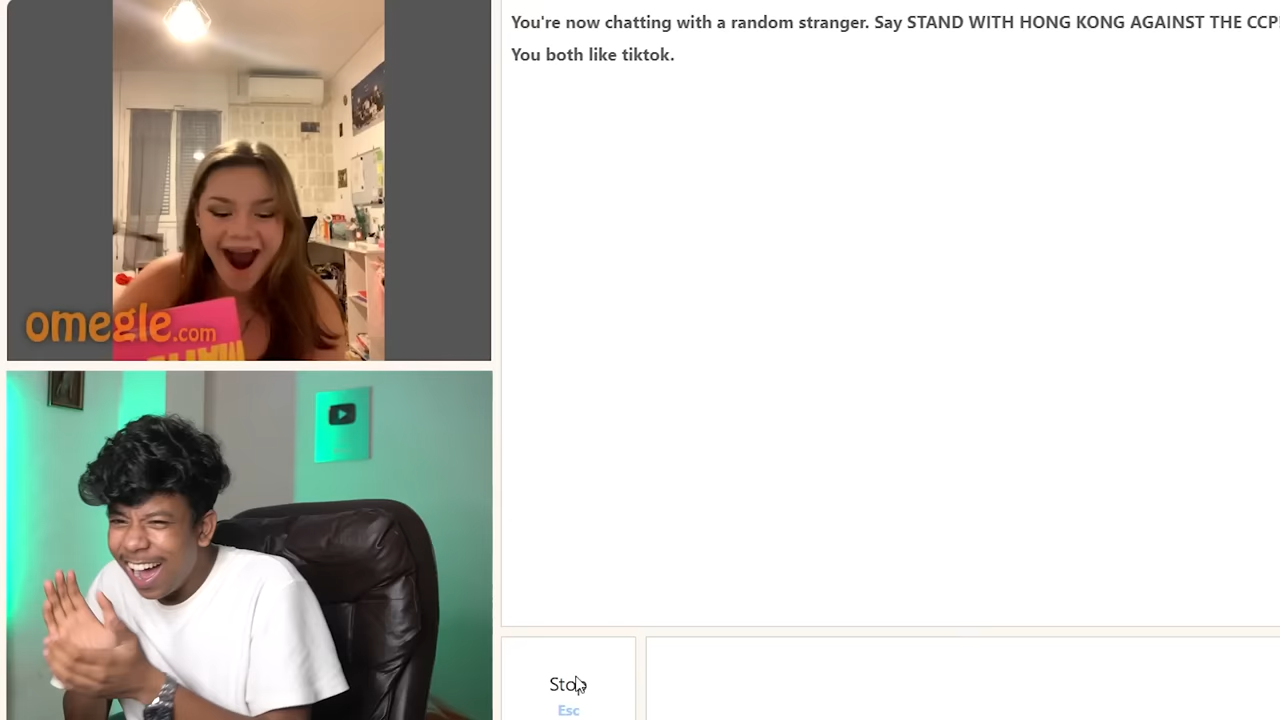 You're now chatting with a random stranger. Say STAND WITH HONG KONG AGAINST THE CCP
You both like tiktok.
omegle.com
Stop
Esc